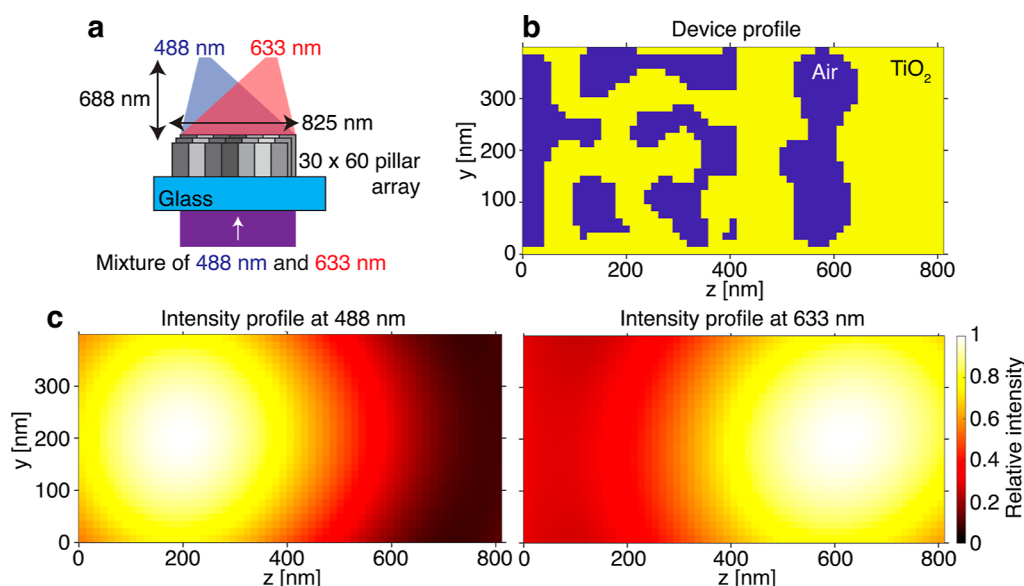 a
488 nm
633 nm
688 nm
825 nm
30 x 60 pillar
array
Glass
Mixture of 488 nm and 633 nm
b
Device profile
Air
TiO₂
y [nm]
300
200
100
0
0 200 400 600 800
z [nm]
c
Intensity profile at 488 nm
y [nm]
300
200
100
0
0 200 400 600 800
z [nm]
Intensity profile at 633 nm
0 200 400 600 800
z [nm]
1
0.8
0.6
0.4
0.2
0
Relative intensity